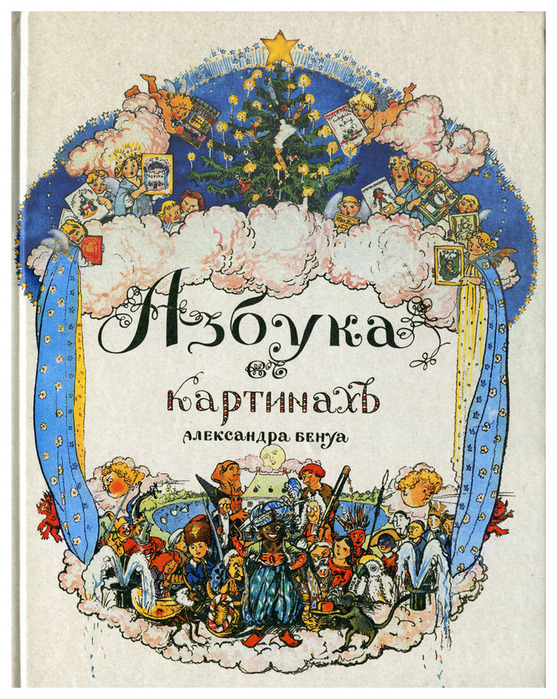 Азбука
въ
картинахъ
Александра Бенуа